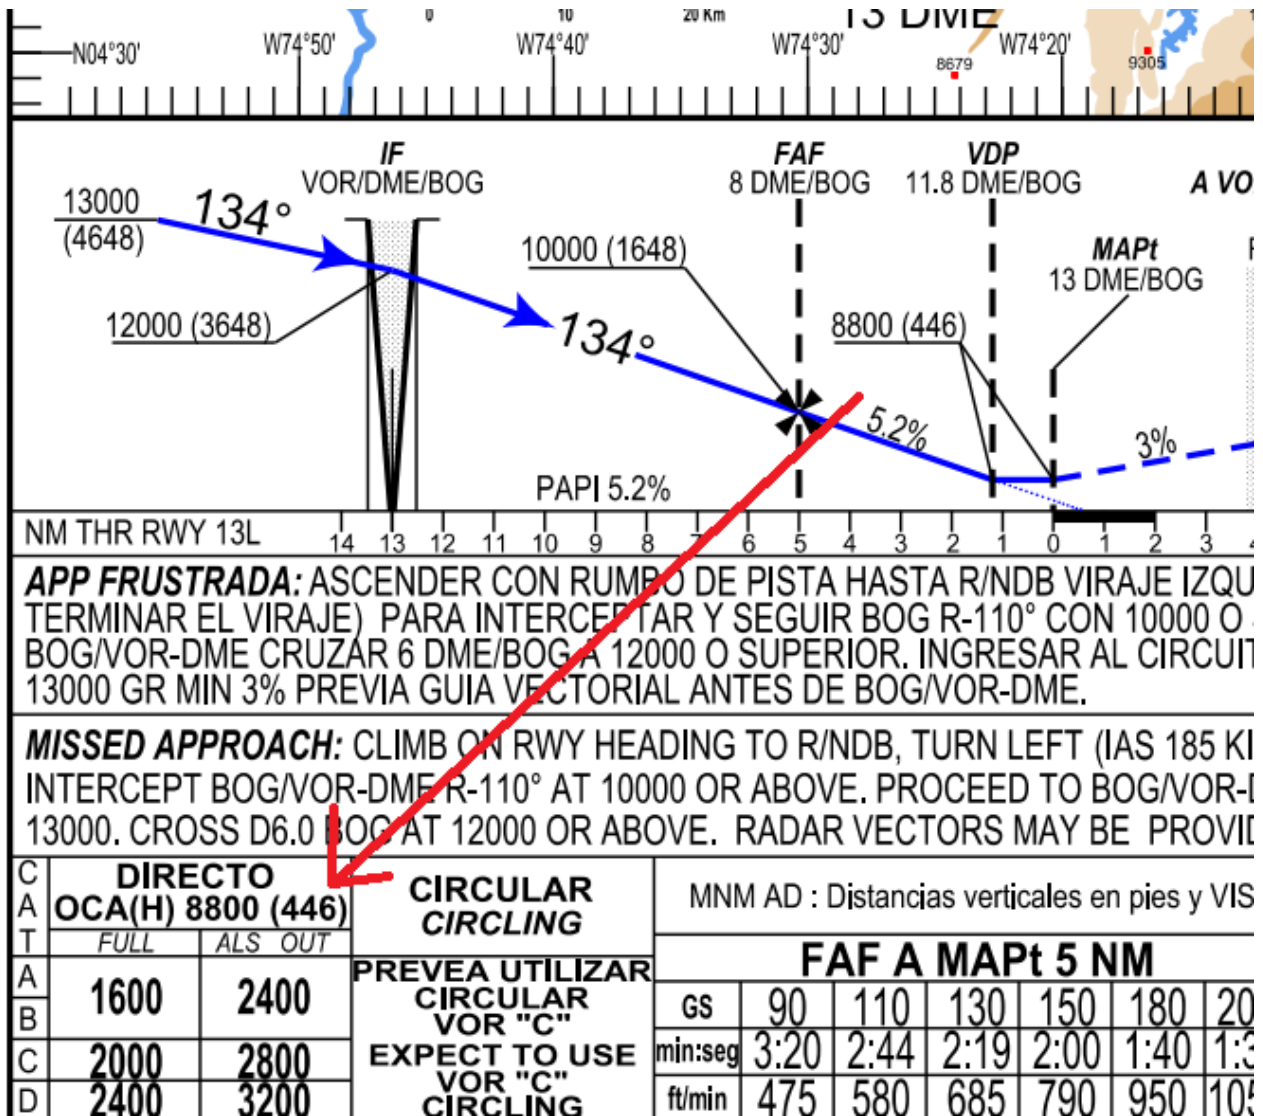 0 10 20 Km 13 DME
N04°30' W74°50' W74°40' W74°30' W74°20'
8679 9305
IF FAF VDP
VOR/DME/BOG 8 DME/BOG 11.8 DME/BOG A VO
13000 134°
(4648)
10000 (1648) MAPt
13 DME/BOG
12000 (3648) 134° 8800 (446)
5.2% 3%
PAPI 5.2%
NM THR RWY 13L 14 13 12 11 10 9 8 7 6 5 4 3 2 1 0 1 2 3 4
APP FRUSTRADA: ASCENDER CON RUMBO DE PISTA HASTA R/NDB VIRAJE IZQU
TERMINAR EL VIRAJE) PARA INTERCEPTAR Y SEGUIR BOG R-110° CON 10000 O
BOG/VOR-DME CRUZAR 6 DME/BOG A 12000 O SUPERIOR. INGRESAR AL CIRCUIT
13000 GR MIN 3% PREVIA GUIA VECTORIAL ANTES DE BOG/VOR-DME.
MISSED APPROACH: CLIMB ON RWY HEADING TO R/NDB, TURN LEFT (IAS 185 KI
INTERCEPT BOG/VOR-DME R-110° AT 10000 OR ABOVE. PROCEED TO BOG/VOR-D
13000. CROSS D6.0 BOG AT 12000 OR ABOVE. RADAR VECTORS MAY BE PROVID
CAT
DIRECTO
OCA(H) 8800 (446)
FULL ALS OUT
A
B
1600 2400
C 2000 2800
D 2400 3200
CIRCULAR
CIRCLING
PREVEA UTILIZAR
CIRCULAR
VOR "C"
EXPECT TO USE
VOR "C"
CIRCLING
MNM AD : Distancias verticales en pies y VIS
FAF A MAPt 5 NM
GS 90 110 130 150 180 20
min:seg 3:20 2:44 2:19 2:00 1:40 1:3
ft/min 475 580 685 790 950 105